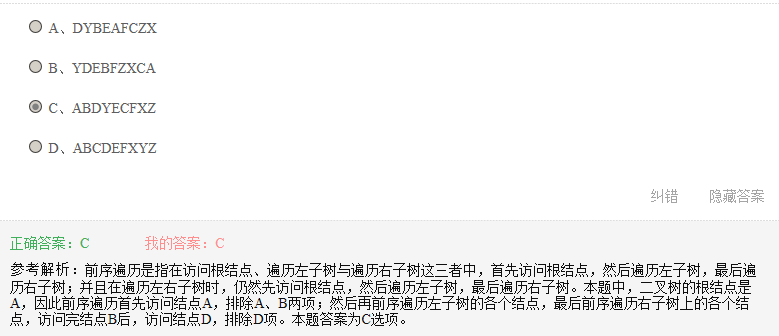 A、DYBEAFCZX
B、YDEBFZXCA
C、ABDYECFXZ
D、ABCDEFXYZ
纠错 隐藏答案
正确答案：C 我的答案：C
参考解析：前序遍历是指在访问根结点、遍历左子树与遍历右子树这三者中，首先访问根结点，然后遍历左子树，最后遍
历右子树；并且在遍历左右子树时，仍然先访问根结点，然后遍历左子树，最后遍历右子树。本题中，二叉树的根结点是
A，因此前序遍历首先访问结点A，排除A、B两项；然后再前序遍历左子树的各个结点，最后前序遍历右子树上的各个结
点，访问完结点B后，访问结点D，排除D项。本题答案为C选项。